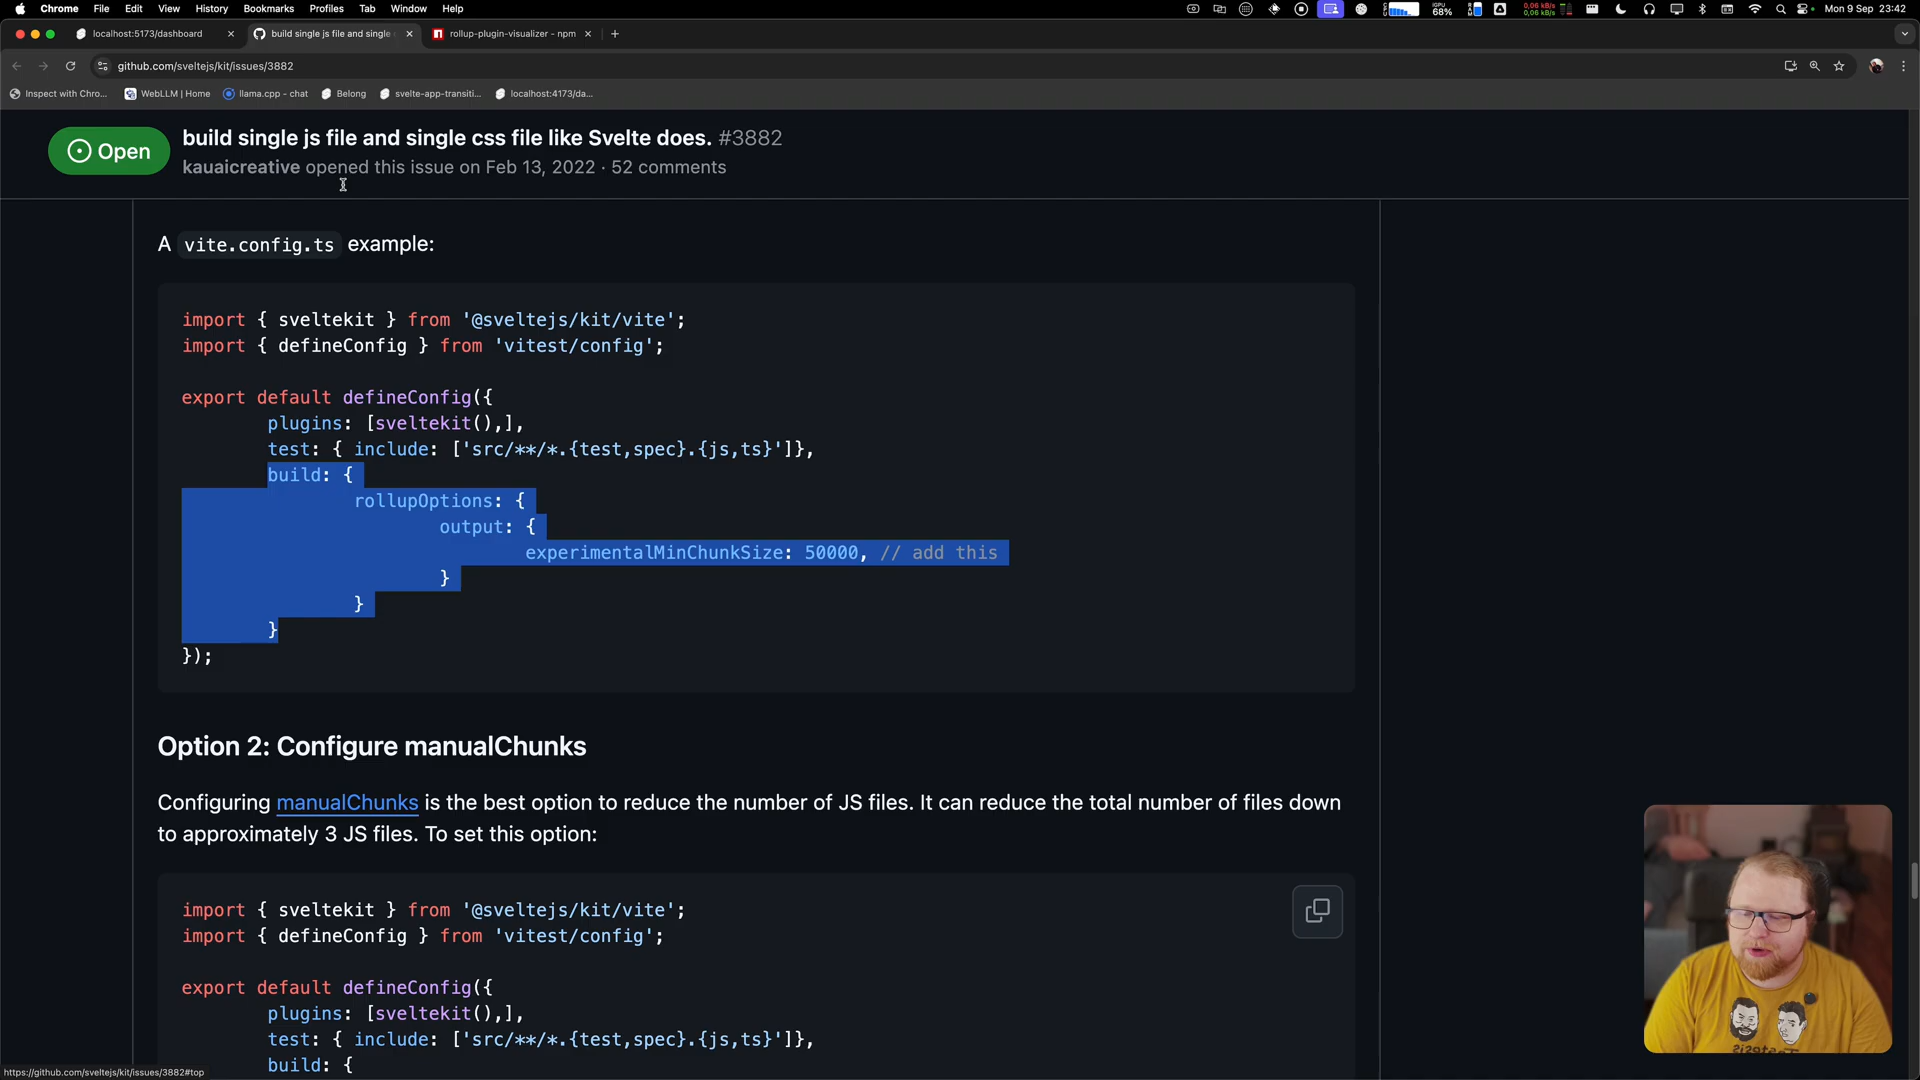 Chrome File Edit View History Bookmarks Profiles Tab Window Help
IGPU 68% 0,06 kB/s 0,06 kB/s Mon 9 Sep 23:42
localhost:5173/dashboard build single js file and single rollup-plugin-visualizer - npm
github.com/sveltejs/kit/issues/3882
Inspect with Chro... WebLLM | Home llama.cpp - chat Belong svelte-app-transiti... localhost:4173/da...
Open
build single js file and single css file like Svelte does. #3882
kauaicreative opened this issue on Feb 13, 2022 · 52 comments
A vite.config.ts example:
import { sveltekit } from '@sveltejs/kit/vite';
import { defineConfig } from 'vitest/config';
export default defineConfig({
plugins: [sveltekit(),],
test: { include: ['src/**/*.{test,spec}.{js,ts}']},
build: {
rollupOptions: {
output: {
experimentalMinChunkSize: 50000, // add this
}
}
}
});
Option 2: Configure manualChunks
Configuring manualChunks is the best option to reduce the number of JS files. It can reduce the total number of files down
to approximately 3 JS files. To set this option:
import { sveltekit } from '@sveltejs/kit/vite';
import { defineConfig } from 'vitest/config';
export default defineConfig({
plugins: [sveltekit(),],
test: { include: ['src/**/*.{test,spec}.{js,ts}']},
build: {
https://github.com/sveltejs/kit/issues/3882#top